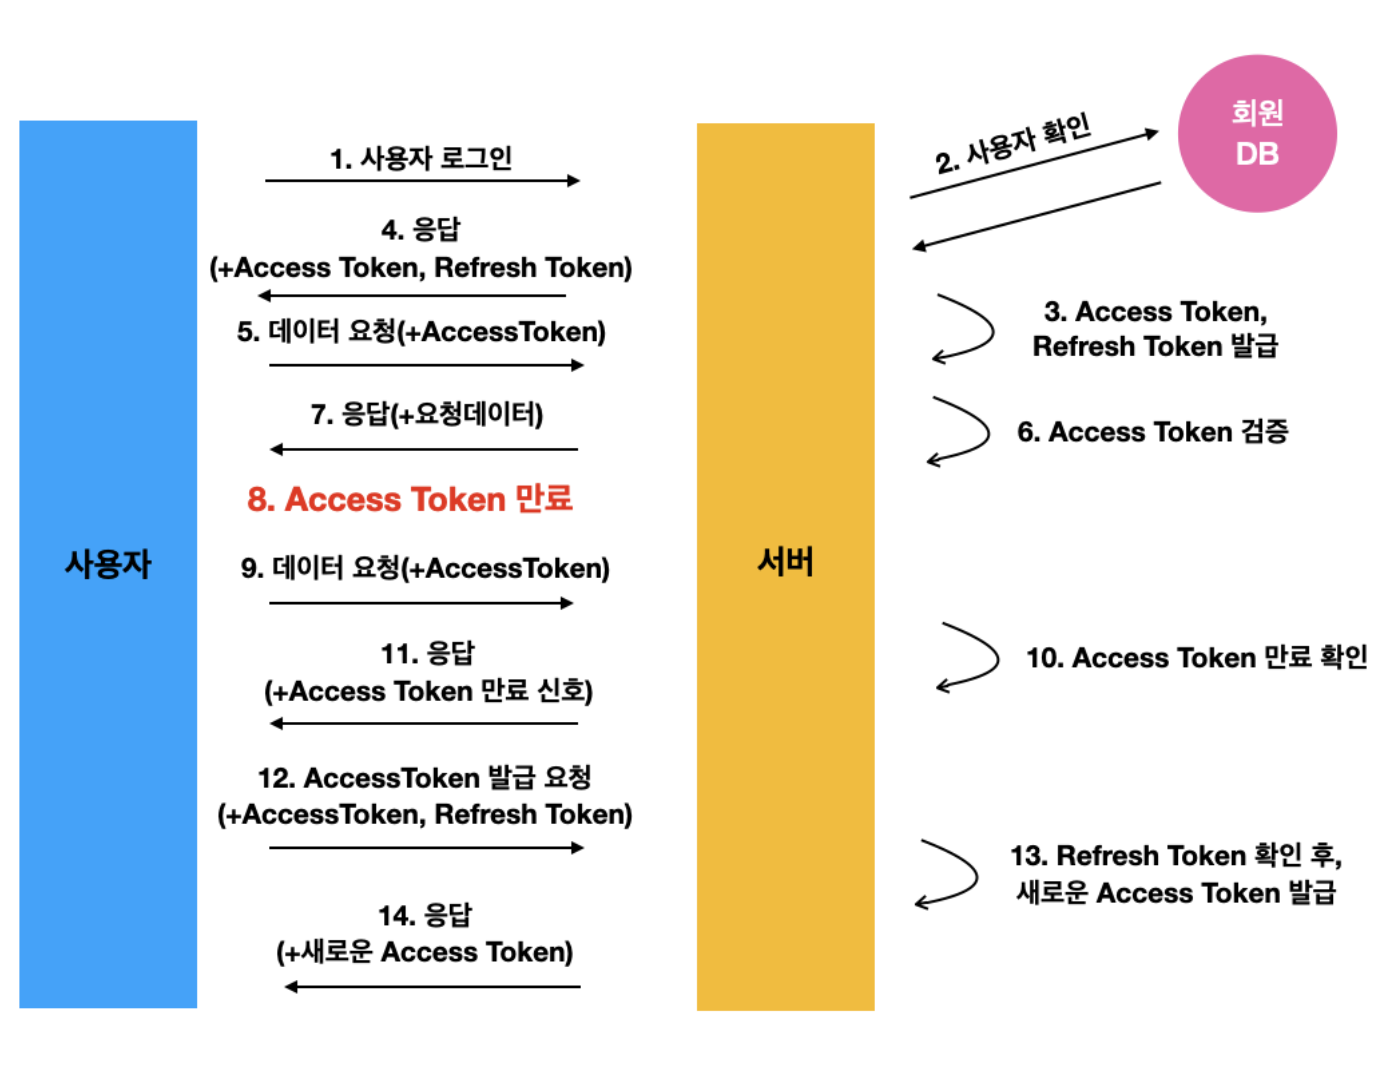 회원
DB
1. 사용자 로그인
2. 사용자 확인
4. 응답
(+Access Token, Refresh Token)
3. Access Token,
Refresh Token 발급
5. 데이터 요청(+AccessToken)
7. 응답(+요청데이터)
6. Access Token 검증
8. Access Token 만료
사용자
서버
9. 데이터 요청(+AccessToken)
11. 응답
(+Access Token 만료 신호)
10. Access Token 만료 확인
12. AccessToken 발급 요청
(+AccessToken, Refresh Token)
13. Refresh Token 확인 후,
새로운 Access Token 발급
14. 응답
(+새로운 Access Token)